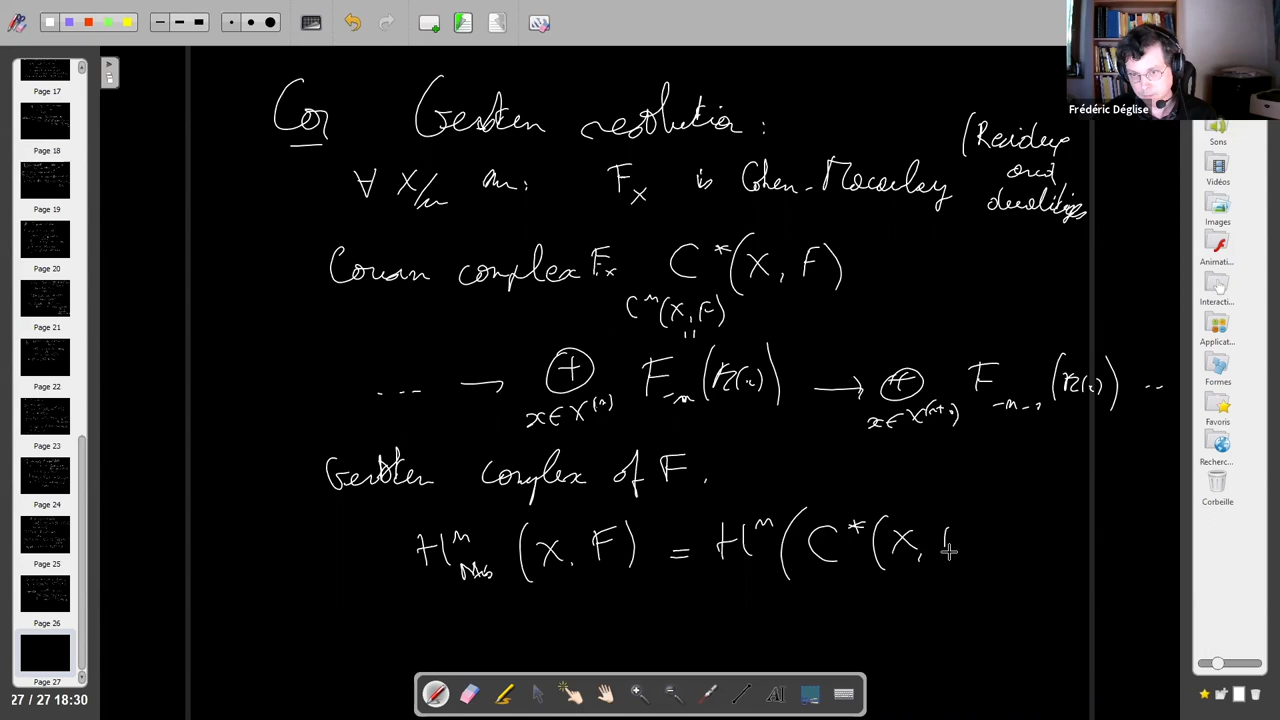 Frédéric Déglise
Cor Gersten resolution :
(Residues
and
dualities
∀ X/k sm: F_X is Cohen-Macaulay
Cousin complex F_X C*(X, F)
C^n(X, F)
=
... → ⊕_{x∈X^(n)} F_{-n}(κ(x)) → ⊕_{x∈X^(n+1)} F_{-n-1}(κ(x)) ...
Gersten complex of F.
H^n_Nis (X, F) = H^n(C*(X,
Page 17
Page 18
Page 19
Page 20
Page 21
Page 22
Page 23
Page 24
Page 25
Page 26
Page 27
27 / 27 18:30
Sons
Vidéos
Images
Animati...
Interacti...
Applicat...
Formes
Favoris
Recherc...
Corbeille
AI